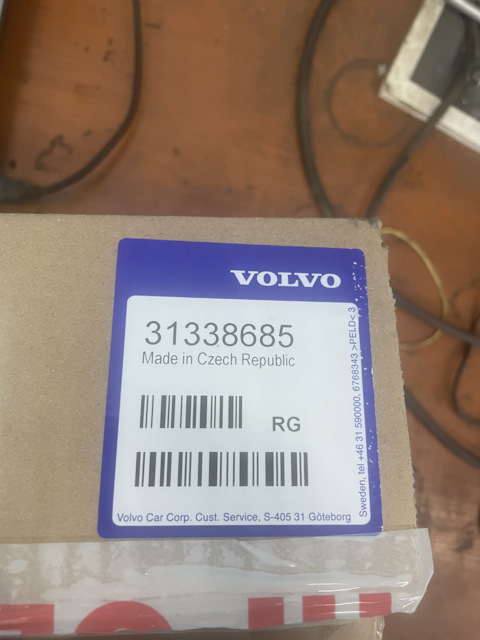 VOLVO
31338685
Made in Czech Republic
RG
Volvo Car Corp. Cust. Service, S-405 31 Göteborg
Sweden, tel +46 31 590000, 6768343 >PELD< 3